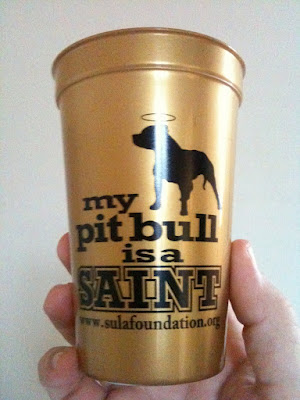 my
pit bull
is a
SAINT
www.sulafoundation.org